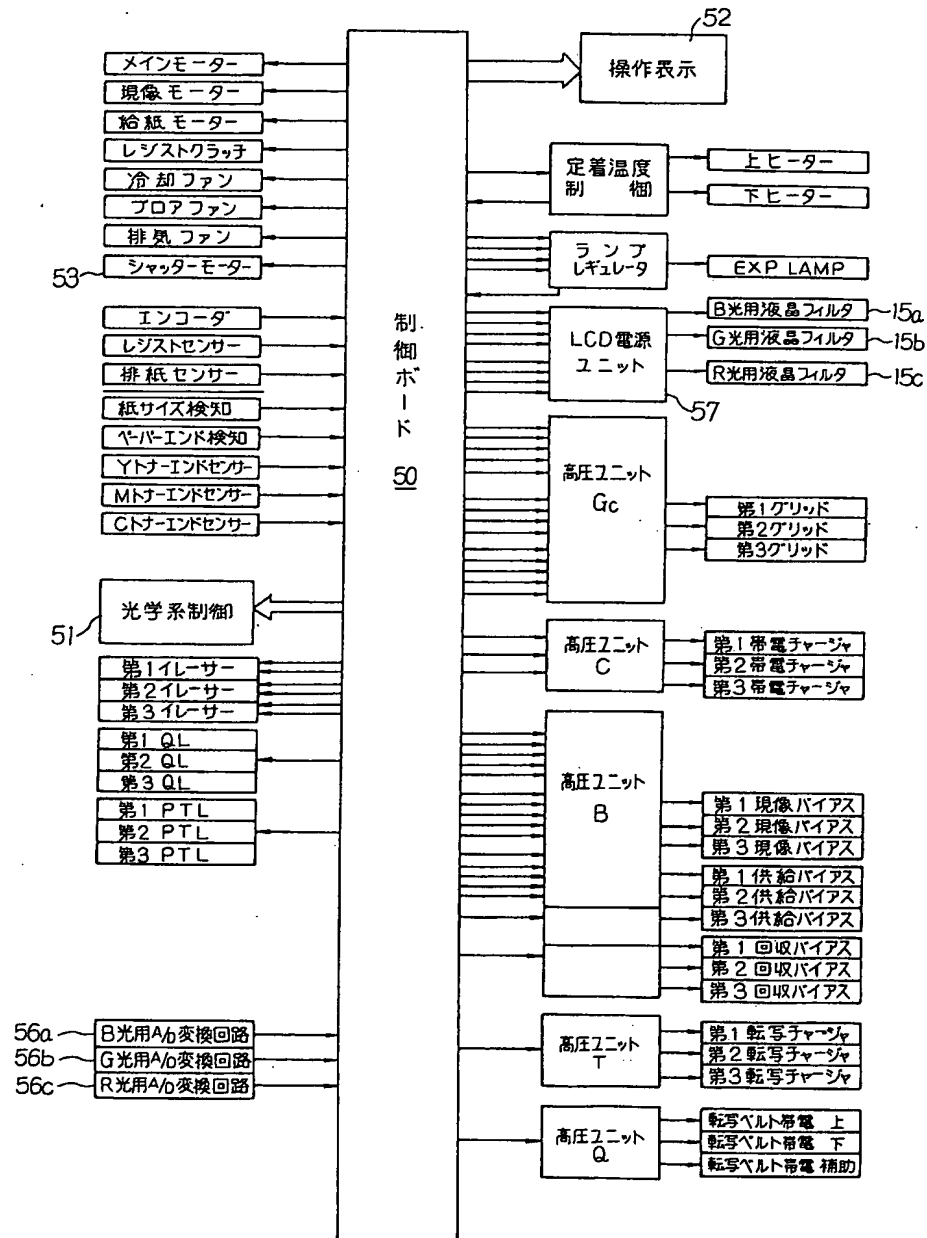 メインモーター
現像モーター
給紙モーター
レジストクラッチ
冷却ファン
ブロアファン
排気ファン
シャッターモーター
53
エンコーダ
レジストセンサー
排紙センサー
紙サイズ検知
ペーパーエンド検知
Yトナーエンドセンサー
Mトナーエンドセンサー
Cトナーエンドセンサー
光学系制御
51
第1イレーサー
第2イレーサー
第3イレーサー
第1 QL
第2 QL
第3 QL
第1 PTL
第2 PTL
第3 PTL
56a
B光用A/D変換回路
56b
G光用A/D変換回路
56c
R光用A/D変換回路
制御ボード
50
52
操作表示
定着温度
制御
上ヒーター
下ヒーター
ランプ
レギュレータ
EXP LAMP
LCD電源
ユニット
57
B光用液晶フィルタ
15a
G光用液晶フィルタ
15b
R光用液晶フィルタ
15c
高圧ユニット
Gc
第1グリッド
第2グリッド
第3グリッド
高圧ユニット
C
第1帯電チャージャ
第2帯電チャージャ
第3帯電チャージャ
高圧ユニット
B
第1現像バイアス
第2現像バイアス
第3現像バイアス
第1供給バイアス
第2供給バイアス
第3供給バイアス
第1回収バイアス
第2回収バイアス
第3回収バイアス
高圧ユニット
T
第1転写チャージャ
第2転写チャージャ
第3転写チャージャ
高圧ユニット
Q
転写ベルト帯電 上
転写ベルト帯電 下
転写ベルト帯電 補助